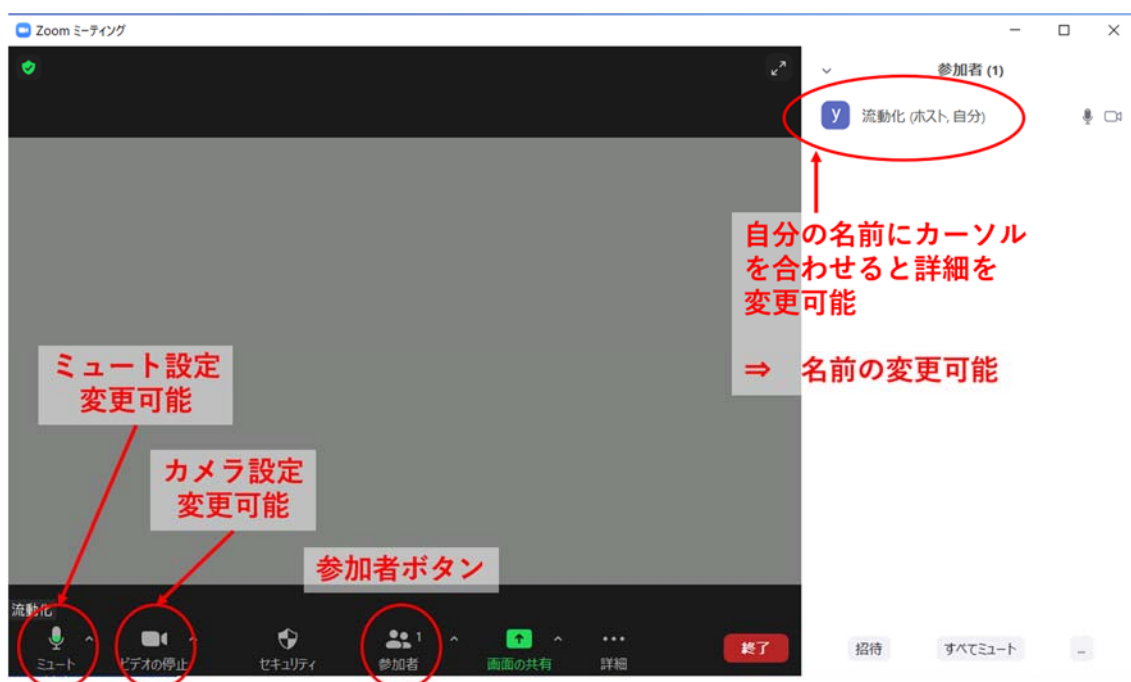 Zoom ミーティング
参加者 (1)
y
流動化 (ホスト, 自分)
自分の名前にカーソル
を合わせると詳細を
変更可能
⇒ 名前の変更可能
ミュート設定
変更可能
カメラ設定
変更可能
参加者ボタン
流動化
1
ミュート
ビデオの停止
セキュリティ
参加者
画面の共有
詳細
終了
招待
すべてミュート
...